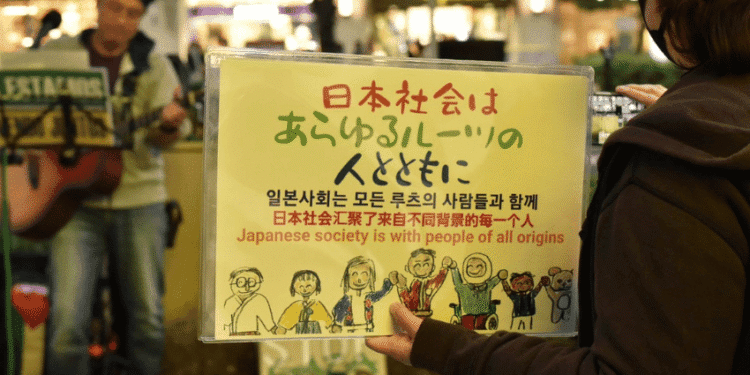 日本社会は
あらゆるルーツの
人とともに
일본사회는 모든 루츠의 사람들과 함께
日本社会汇聚了来自不同背景的每一个人
Japanese society is with people of all origins